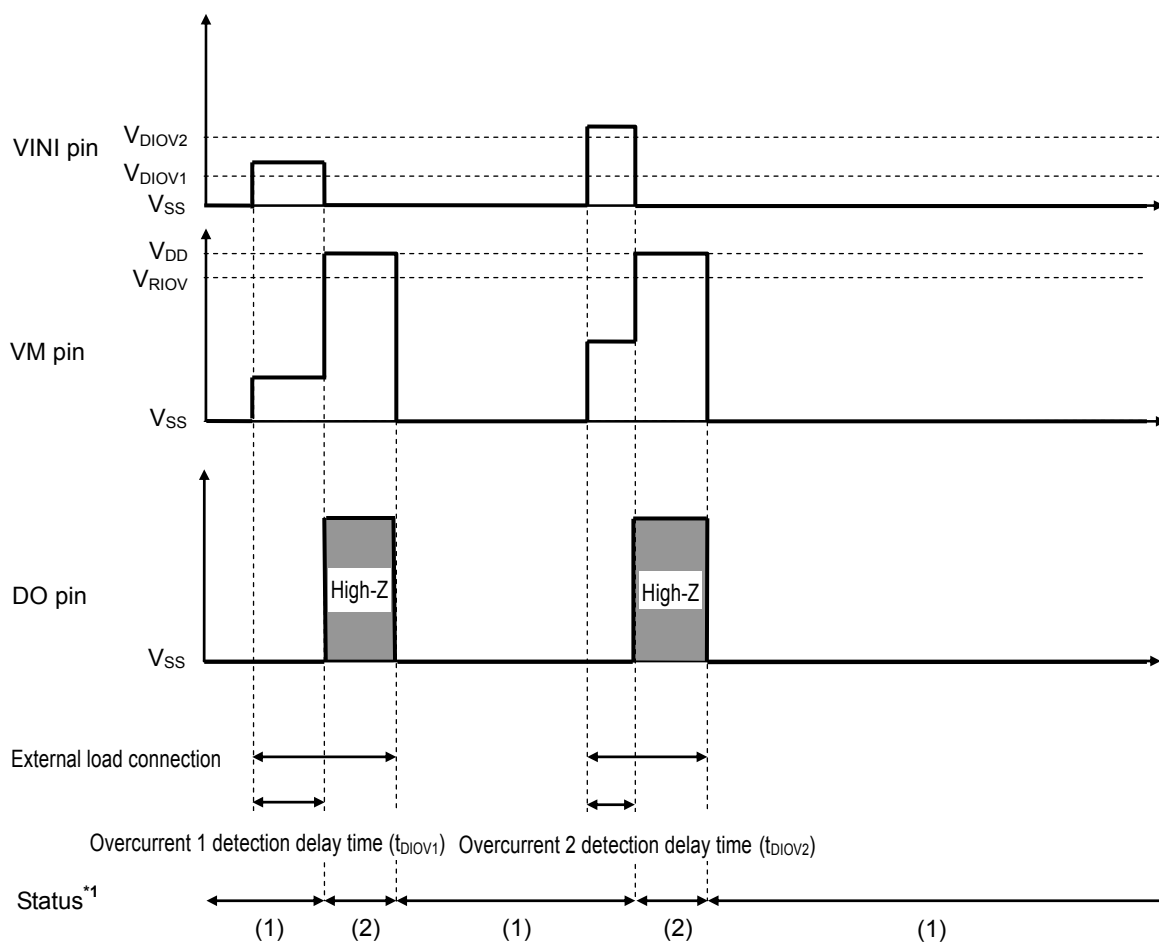 VINI pin
VDIOV2
VDIOV1
VSS
VM pin
VDD
VRIOV
VSS
DO pin
High-Z
High-Z
VSS
External load connection
Overcurrent 1 detection delay time (tDIOV1)
Overcurrent 2 detection delay time (tDIOV2)
Status*1
(1)
(2)
(1)
(2)
(1)